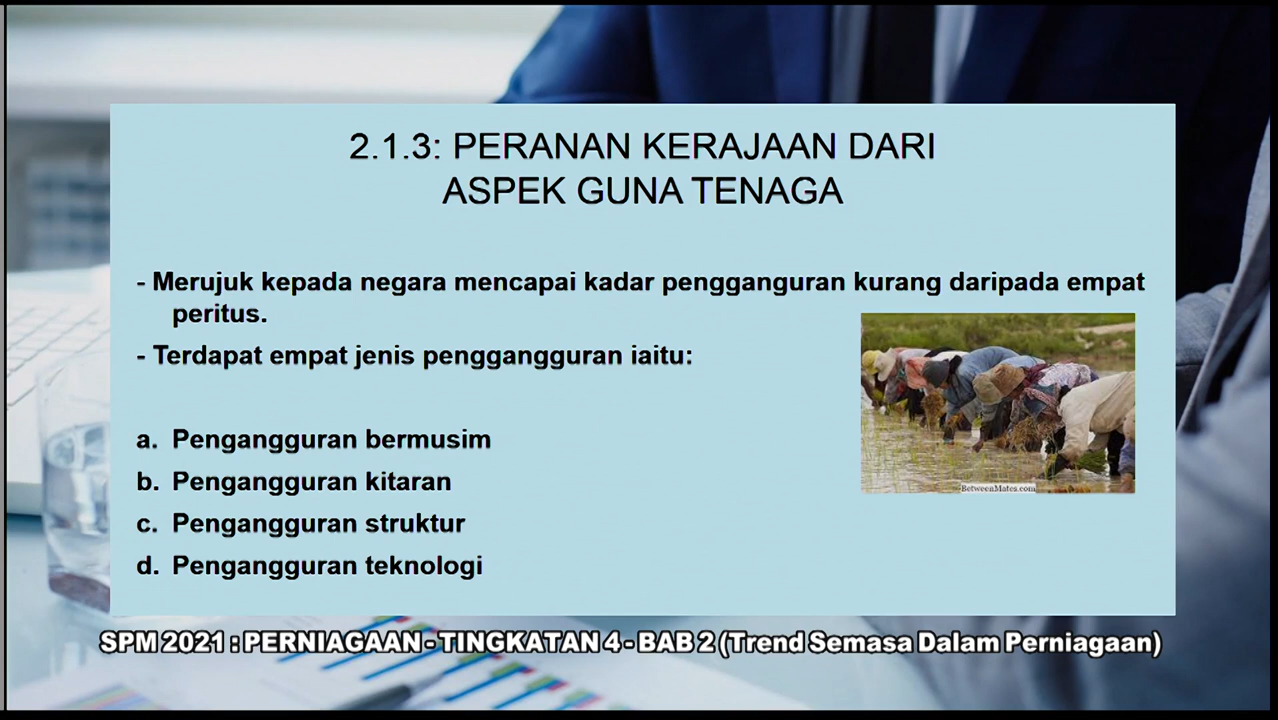 2.1.3: PERANAN KERAJAAN DARI
ASPEK GUNA TENAGA
- Merujuk kepada negara mencapai kadar pengganguran kurang daripada empat
peritus.
- Terdapat empat jenis penggangguran iaitu:
a. Pengangguran bermusim
b. Pengangguran kitaran
c. Pengangguran struktur
d. Pengangguran teknologi
BetweenMates.com
SPM 2021 : PERNIAGAAN - TINGKATAN 4 - BAB 2 (Trend Semasa Dalam Perniagaan)